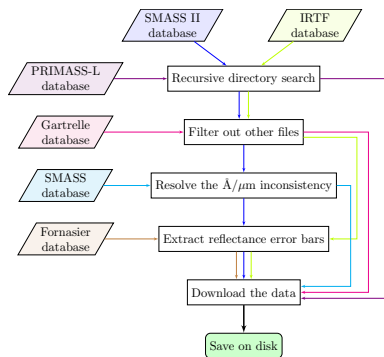 SMASS II
database
IRTF
database
PRIMASS-L
database
Recursive directory search
Gartrelle
database
Filter out other files
SMASS
database
Resolve the Å/μm inconsistency
Fornasier
database
Extract reflectance error bars
Download the data
Save on disk